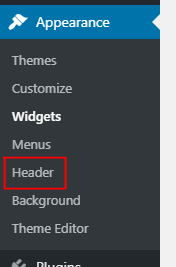 Appearance
Themes
Customize
Widgets
Menus
Header
Background
Theme Editor
Plugins